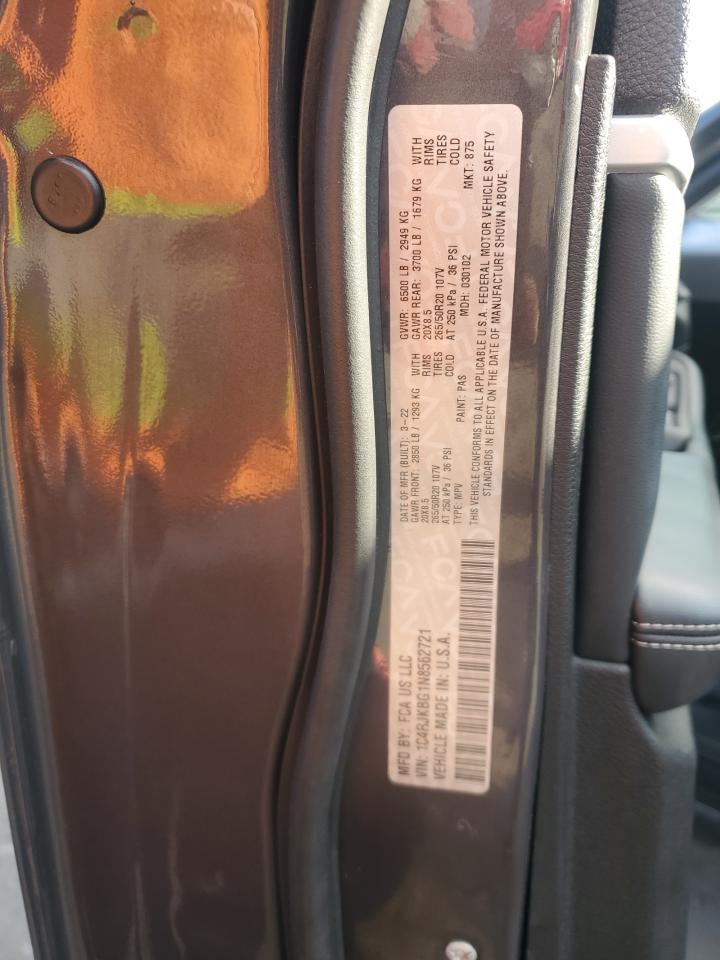 MFD BY: FCA US LLC
DATE OF MFR (BUILT): 3-22
GVWR: 6500 LB / 2949 KG
GAWR FRONT: 2850 LB / 1293 KG WITH
20X8.5 RIMS
265/50R20 107V TIRES
AT 250 kPa / 36 PSI COLD
GAWR REAR: 3700 LB / 1679 KG WITH
20X8.5 RIMS
265/50R20 107V TIRES
AT 250 kPa / 36 PSI COLD
VIN: 1C4RJKBG1N8562721
TYPE: MPV
PAINT: PAS
MDH: 030102
MKT: 875
VEHICLE MADE IN: U.S.A.
THIS VEHICLE CONFORMS TO ALL APPLICABLE U.S.A. FEDERAL MOTOR VEHICLE SAFETY
STANDARDS IN EFFECT ON THE DATE OF MANUFACTURE SHOWN ABOVE.